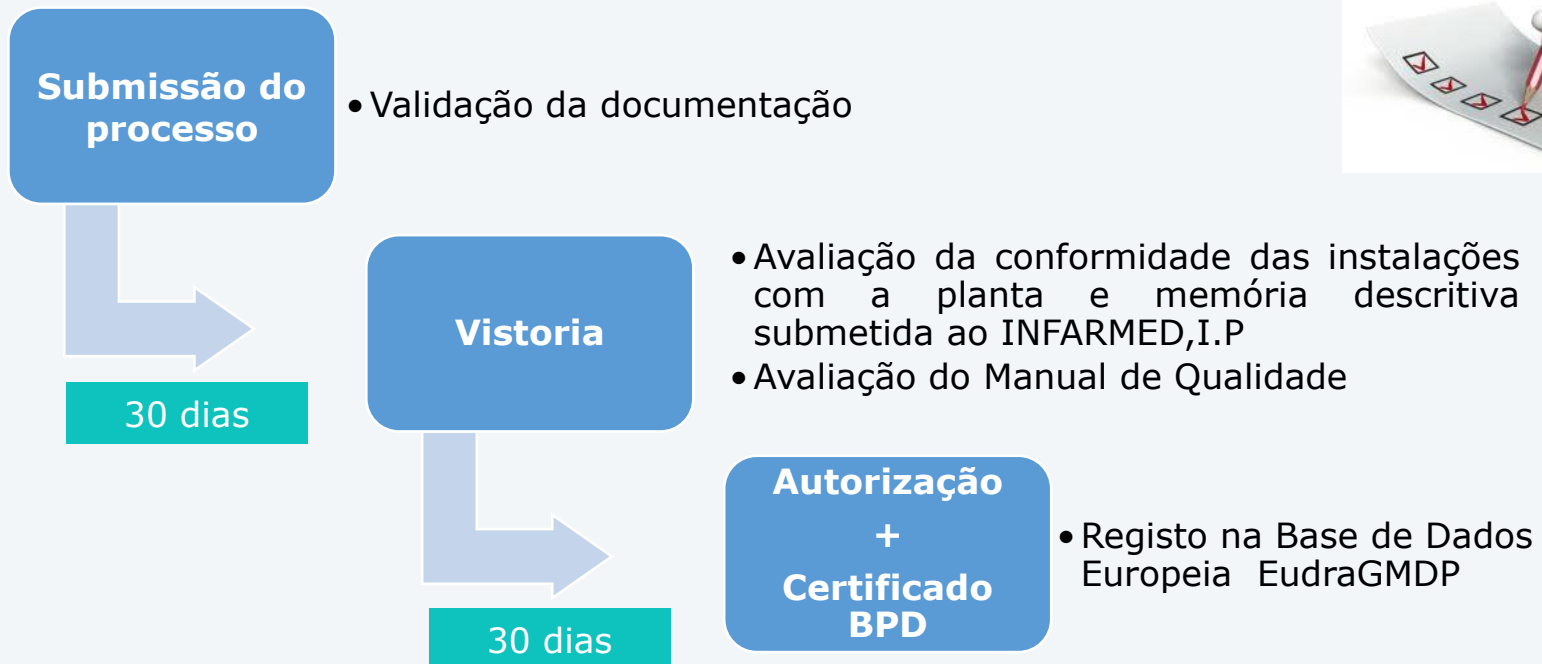 Submissão do
processo
• Validação da documentação
30 dias
Vistoria
• Avaliação da conformidade das instalações
com a planta e memória descritiva
submetida ao INFARMED,I.P
• Avaliação do Manual de Qualidade
30 dias
Autorização
+
Certificado
BPD
• Registo na Base de Dados
Europeia EudraGMDP